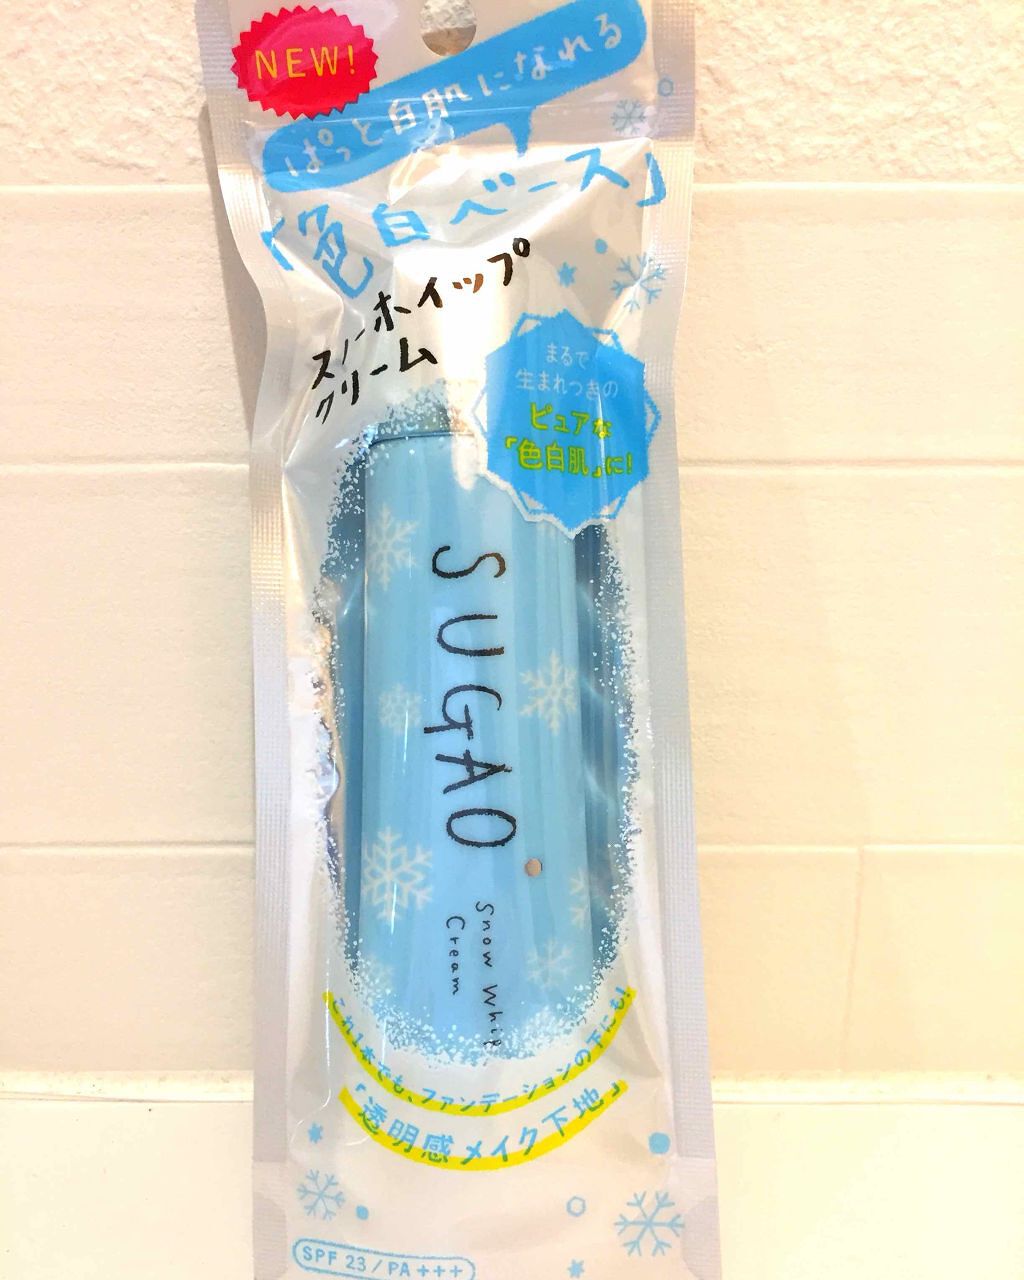 NEW!
ぱっと白肌になれる
「色白ベース」
スノーホイップ
クリーム
まるで
生まれつきの
ピュアな
「色白肌」に!
SUGAO
Snow Whip
Cream
これ1本でも、ファンデーションの下にも!
「透明感メイク下地」
SPF 23/PA+++